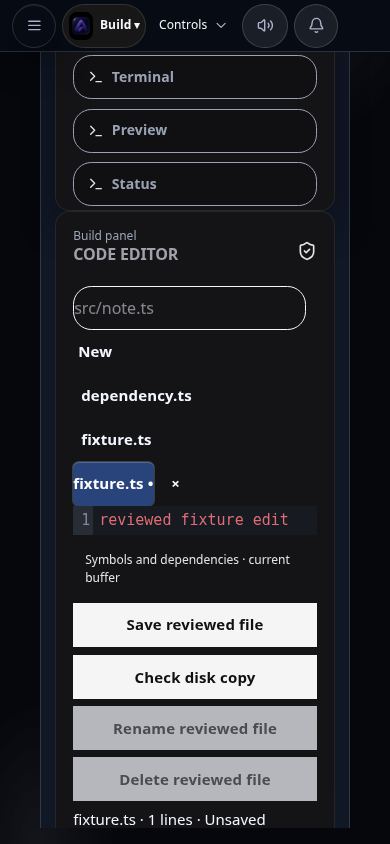 Build ▾
Controls
Terminal
Preview
Status
Build panel
CODE EDITOR
src/note.ts
New
dependency.ts
fixture.ts
fixture.ts • ×
1 reviewed fixture edit
Symbols and dependencies · current
buffer
Save reviewed file
Check disk copy
Rename reviewed file
Delete reviewed file
fixture.ts · 1 lines · Unsaved